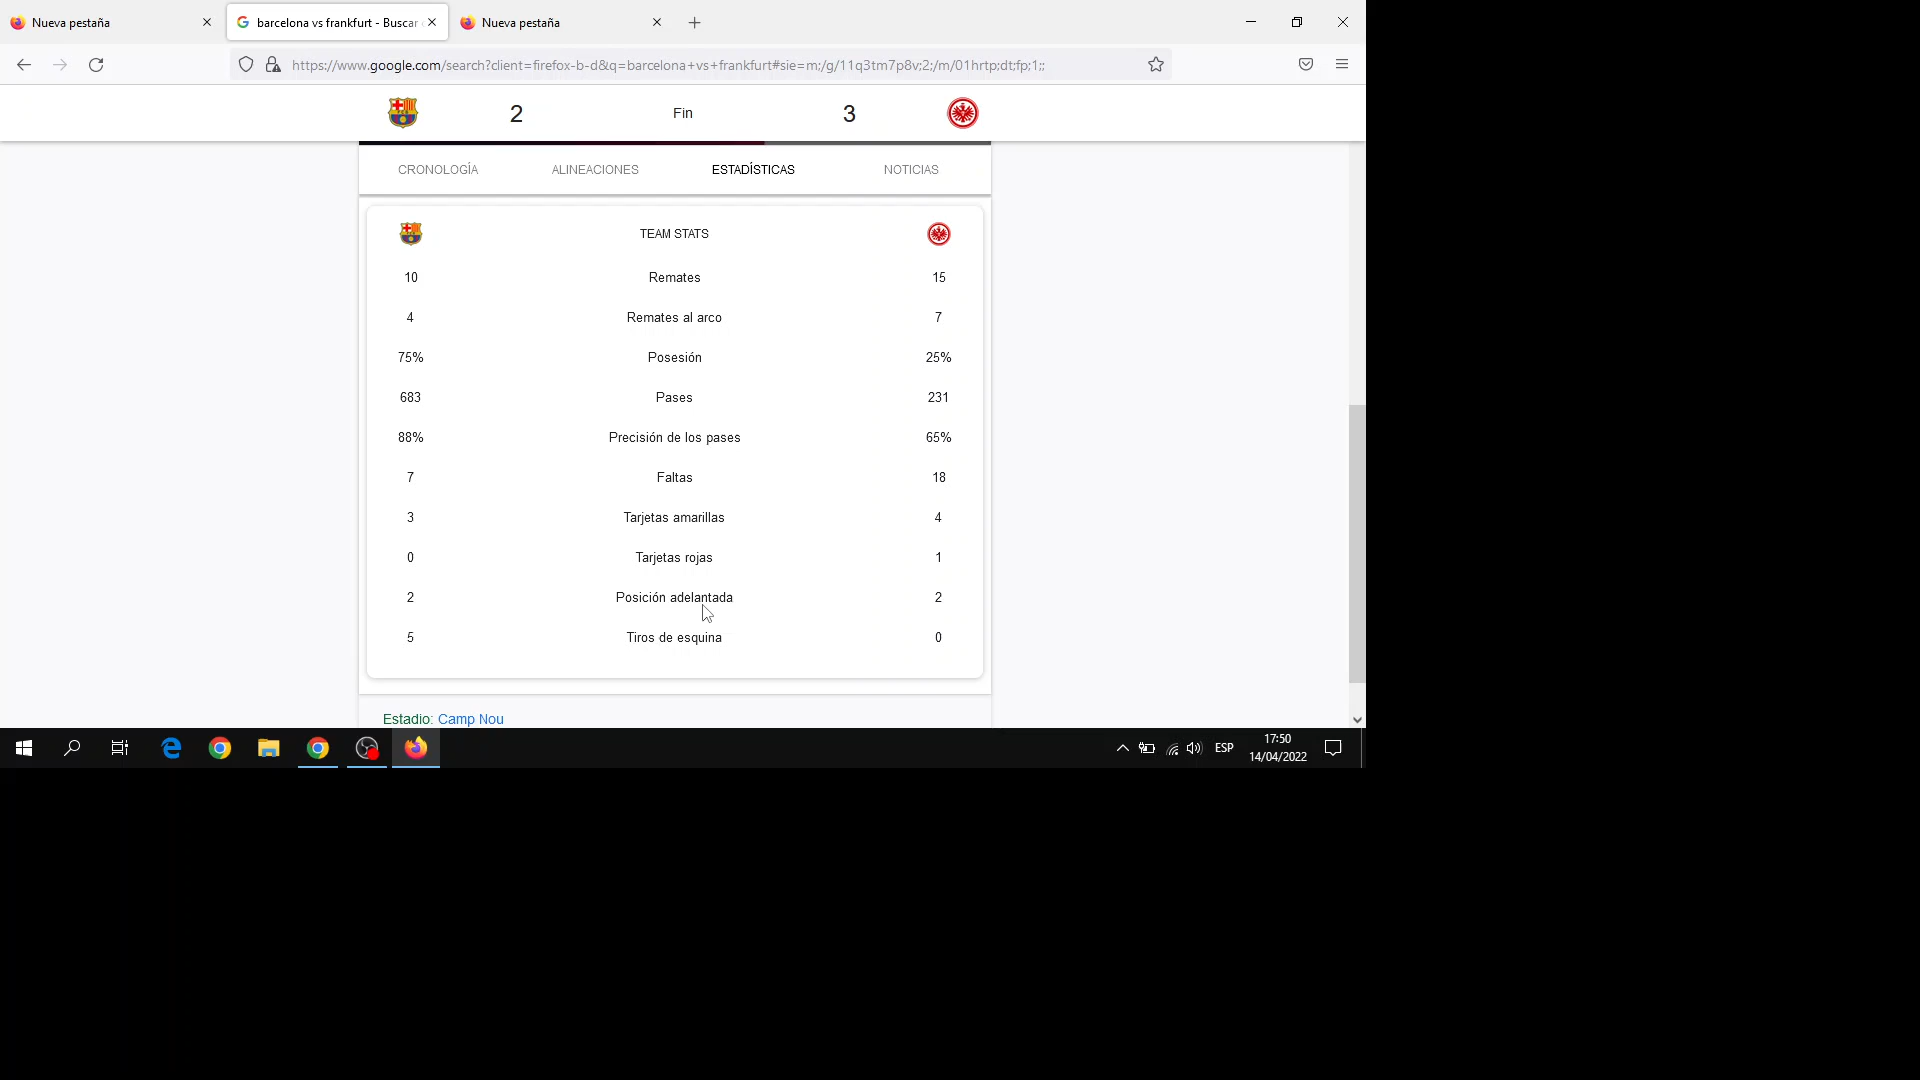 Nueva pestaña
barcelona vs frankfurt - Buscar
Nueva pestaña
https://www.google.com/search?client=firefox-b-d&q=barcelona+vs+frankfurt#sie=m;/g/11q3tm7p8v;2;/m/01hrtp;dt;fp;1;;
2 Fin 3
CRONOLOGÍA ALINEACIONES ESTADÍSTICAS NOTICIAS
TEAM STATS
10 Remates 15
4 Remates al arco 7
75% Posesión 25%
683 Pases 231
88% Precisión de los pases 65%
7 Faltas 18
3 Tarjetas amarillas 4
0 Tarjetas rojas 1
2 Posición adelantada 2
5 Tiros de esquina 0
Estadio: Camp Nou
ESP
17:50
14/04/2022